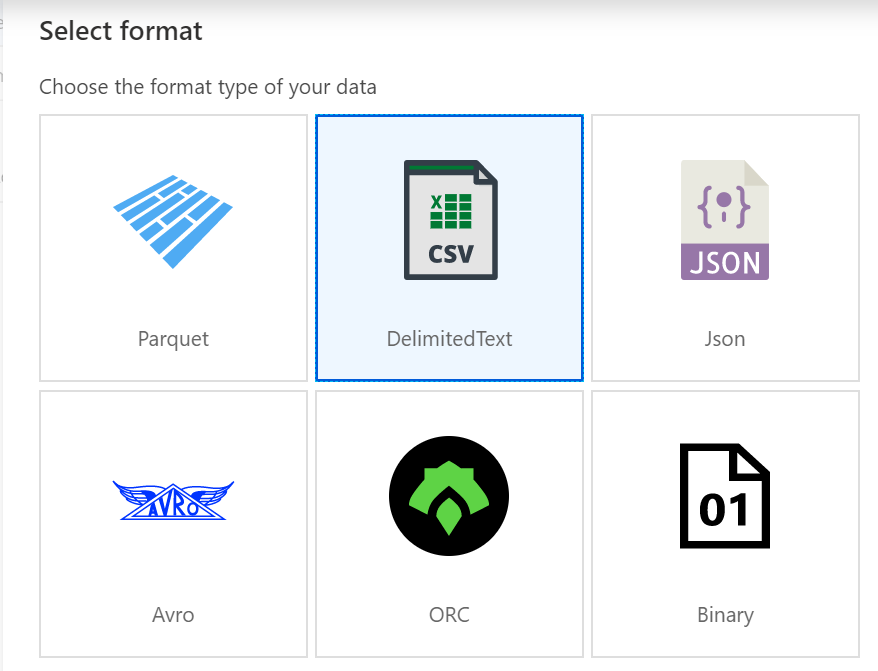 Select format
Choose the format type of your data
X
CSV
{ } JSON
Parquet
DelimitedText
Json
AVRO
01
Avro
ORC
Binary